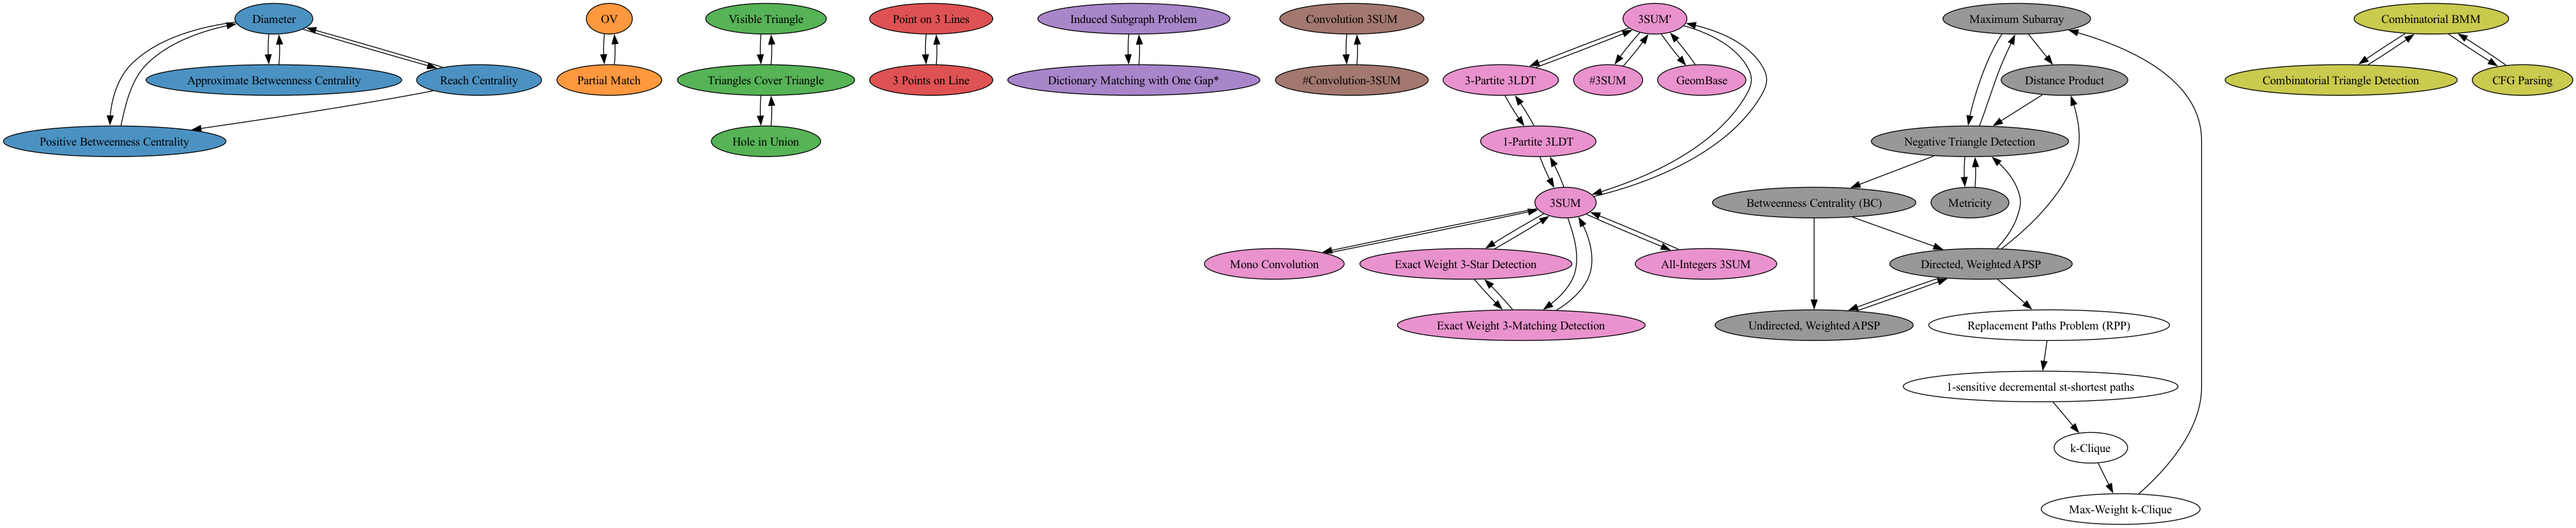 Diameter
OV
Visible Triangle
Point on 3 Lines
Induced Subgraph Problem
Convolution 3SUM
3SUM'
Maximum Subarray
Combinatorial BMM
Approximate Betweenness Centrality
Reach Centrality
Partial Match
Triangles Cover Triangle
3 Points on Line
Dictionary Matching with One Gap*
#Convolution-3SUM
3-Partite 3LDT
#3SUM
GeomBase
Distance Product
Combinatorial Triangle Detection
CFG Parsing
Positive Betweenness Centrality
Hole in Union
1-Partite 3LDT
Negative Triangle Detection
3SUM
Betweenness Centrality (BC)
Metricity
Mono Convolution
Exact Weight 3-Star Detection
All-Integers 3SUM
Directed, Weighted APSP
Exact Weight 3-Matching Detection
Undirected, Weighted APSP
Replacement Paths Problem (RPP)
1-sensitive decremental st-shortest paths
k-Clique
Max-Weight k-Clique